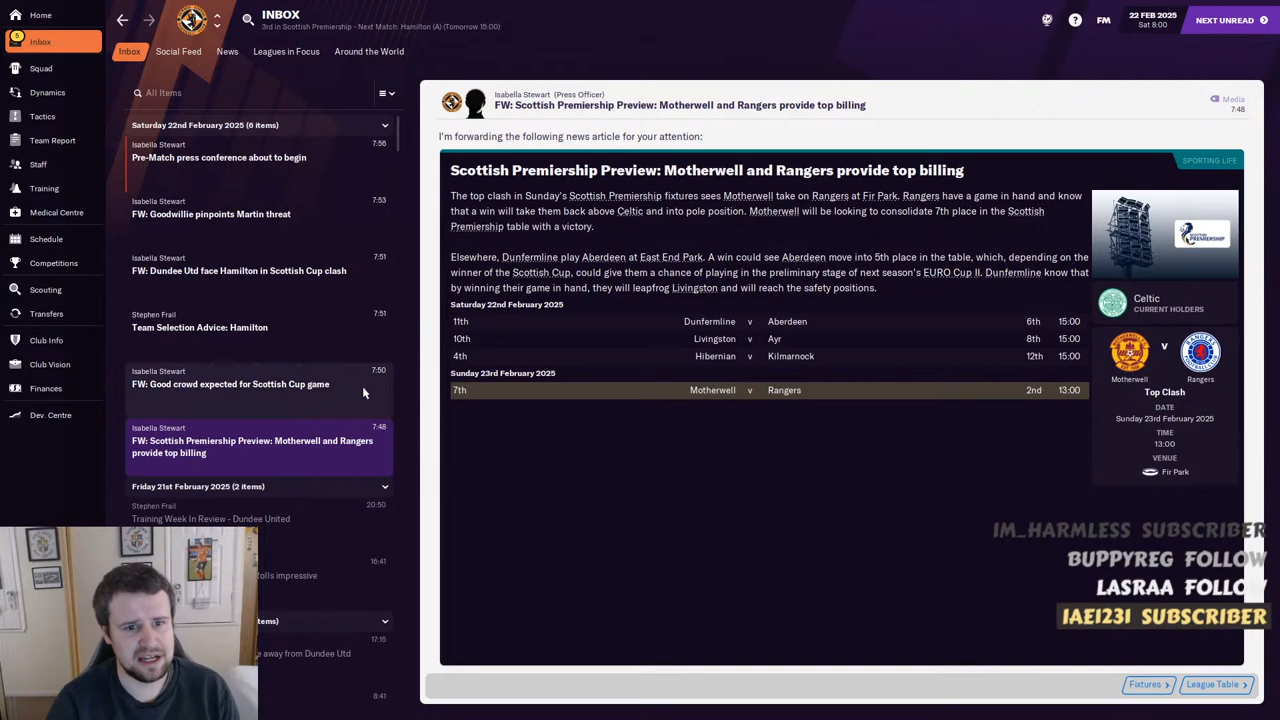 Home
5
Inbox
Squad
Dynamics
Tactics
Team Report
Staff
Training
Medical Centre
Schedule
Competitions
Scouting
Transfers
Club Info
Club Vision
Finances
Dev. Centre
INBOX
3rd in Scottish Premiership - Next Match: Hamilton (A) (Tomorrow 15:00)
FM
22 FEB 2025
Sat 8:00
NEXT UNREAD
Inbox
Social Feed
News
Leagues in Focus
Around the World
All Items
Saturday 22nd February 2025 (6 items)
Isabella Stewart 7:56
Pre-Match press conference about to begin
Isabella Stewart 7:53
FW: Goodwillie pinpoints Martin threat
Isabella Stewart 7:51
FW: Dundee Utd face Hamilton in Scottish Cup clash
Stephen Frail 7:51
Team Selection Advice: Hamilton
Isabella Stewart 7:50
FW: Good crowd expected for Scottish Cup game
Isabella Stewart 7:48
FW: Scottish Premiership Preview: Motherwell and Rangers
provide top billing
Friday 21st February 2025 (2 items)
Stephen Frail 20:50
Training Week In Review - Dundee United
16:41
tolls impressive
ems)
17:15
e away from Dundee Utd
8:41
Isabella Stewart (Press Officer)
FW: Scottish Premiership Preview: Motherwell and Rangers provide top billing
Media
7:48
I'm forwarding the following news article for your attention:
SPORTING LIFE
Scottish Premiership Preview: Motherwell and Rangers provide top billing
The top clash in Sunday's Scottish Premiership fixtures sees Motherwell take on Rangers at Fir Park. Rangers have a game in hand and know
that a win will take them back above Celtic and into pole position. Motherwell will be looking to consolidate 7th place in the Scottish
Premiership table with a victory.
Elsewhere, Dunfermline play Aberdeen at East End Park. A win could see Aberdeen move into 5th place in the table, which, depending on the
winner of the Scottish Cup, could give them a chance of playing in the preliminary stage of next season's EURO Cup II. Dunfermline know that
by winning their game in hand, they will leapfrog Livingston and will reach the safety positions.
Saturday 22nd February 2025
11th Dunfermline v Aberdeen 6th 15:00
10th Livingston v Ayr 8th 15:00
4th Hibernian v Kilmarnock 12th 15:00
Sunday 23rd February 2025
7th Motherwell v Rangers 2nd 13:00
Celtic
CURRENT HOLDERS
v
Motherwell Rangers
Top Clash
DATE
Sunday 23rd February 2025
TIME
13:00
VENUE
Fir Park
IM_HARMLESS SUBSCRIBER
BUPPYREG FOLLOW
LASRAA FOLLOW
IAE1231 SUBSCRIBER
Fixtures
League Table